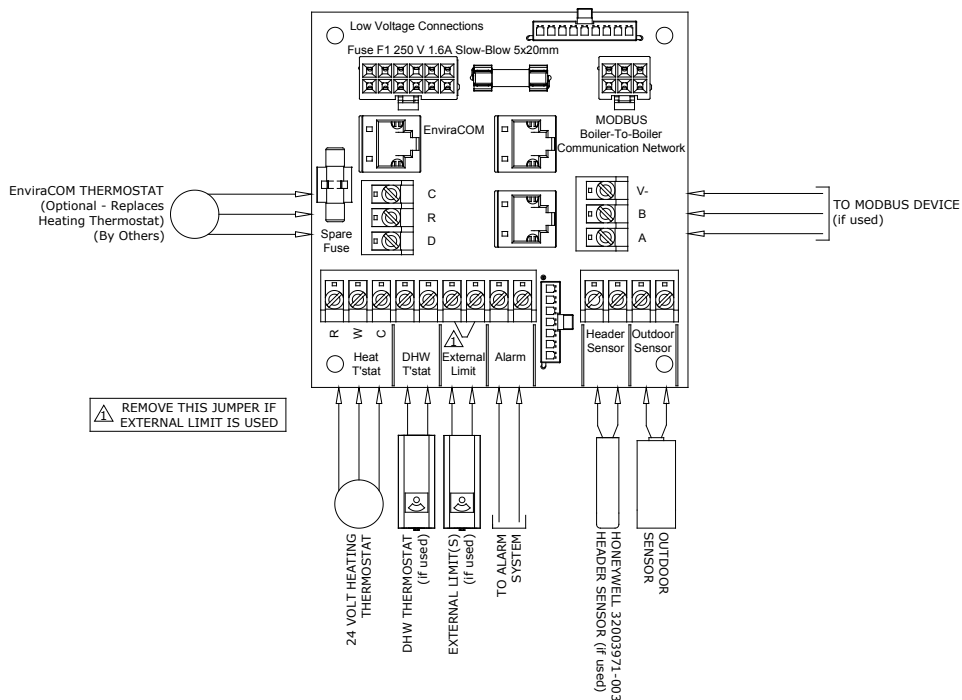 Low Voltage Connections
Fuse F1 250 V 1.6A Slow-Blow 5x20mm
EnviraCOM
MODBUS
Boiler-To-Boiler
Communication Network
EnviraCOM THERMOSTAT
(Optional - Replaces
Heating Thermostat)
(By Others)
Spare
Fuse
C
R
D
V-
B
A
TO MODBUS DEVICE
(if used)
R
W
C
Heat
T'stat
DHW
T'stat
1
External
Limit
Alarm
Header
Sensor
Outdoor
Sensor
1
REMOVE THIS JUMPER IF
EXTERNAL LIMIT IS USED
24 VOLT HEATING
THERMOSTAT
DHW THERMOSTAT
(if used)
EXTERNAL LIMIT(S)
(if used)
TO ALARM
SYSTEM
HONEYWELL 32003971-003
HEADER SENSOR (if used)
OUTDOOR
SENSOR